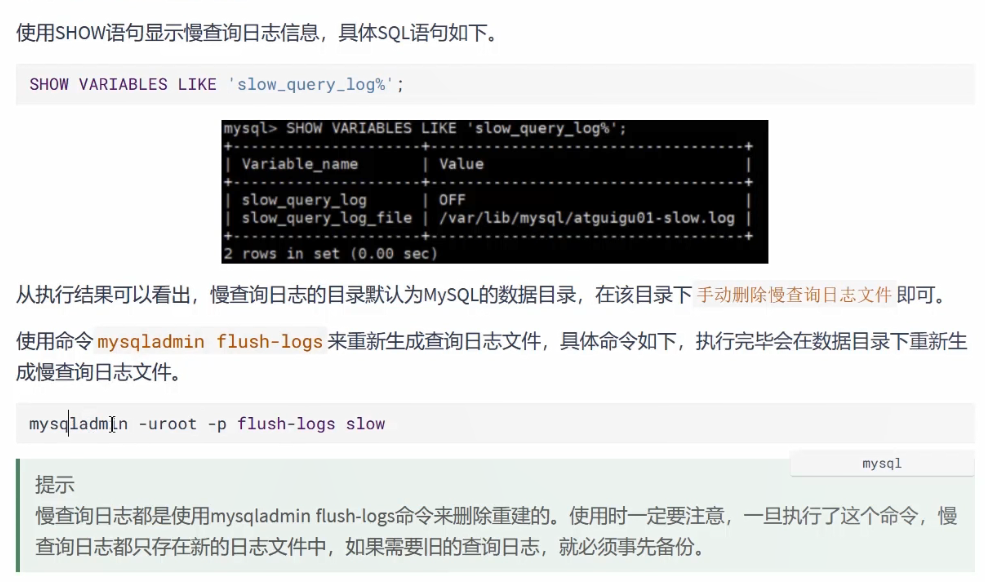 使用SHOW语句显示慢查询日志信息，具体SQL语句如下。
SHOW VARIABLES LIKE 'slow_query_log%';
mysql> SHOW VARIABLES LIKE 'slow_query_log%';
+---------------------+----------------------------------+
| Variable_name       | Value                            |
+---------------------+----------------------------------+
| slow_query_log      | OFF                              |
| slow_query_log_file | /var/lib/mysql/atguigu01-slow.log |
+---------------------+----------------------------------+
2 rows in set (0.00 sec)
从执行结果可以看出，慢查询日志的目录默认为MySQL的数据目录，在该目录下 手动删除慢查询日志文件 即可。
使用命令 mysqladmin flush-logs 来重新生成查询日志文件，具体命令如下，执行完毕会在数据目录下重新生
成慢查询日志文件。
mysqladmin -uroot -p flush-logs slow
mysql
提示
慢查询日志都是使用mysqladmin flush-logs命令来删除重建的。使用时一定要注意，一旦执行了这个命令，慢
查询日志都只存在新的日志文件中，如果需要旧的查询日志，就必须事先备份。